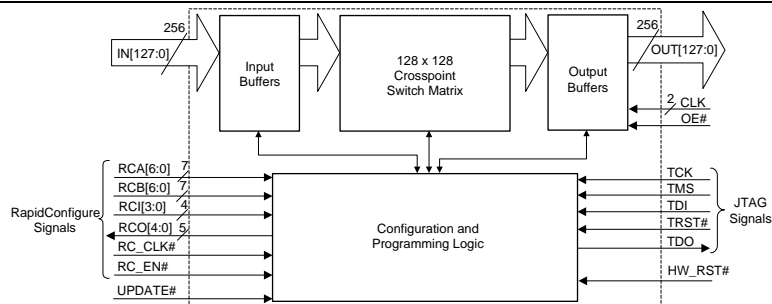 256
IN[127:0]
Input
Buffers
128 x 128
Crosspoint
Switch Matrix
Output
Buffers
256
OUT[127:0]
2 CLK
OE#
RapidConfigure
Signals
RCA[6:0] 7
RCB[6:0] 7
RCI[3:0] 4
RCO[4:0] 5
RC_CLK#
RC_EN#
UPDATE#
Configuration and
Programming Logic
TCK
TMS
TDI
TRST#
TDO
JTAG
Signals
HW_RST#